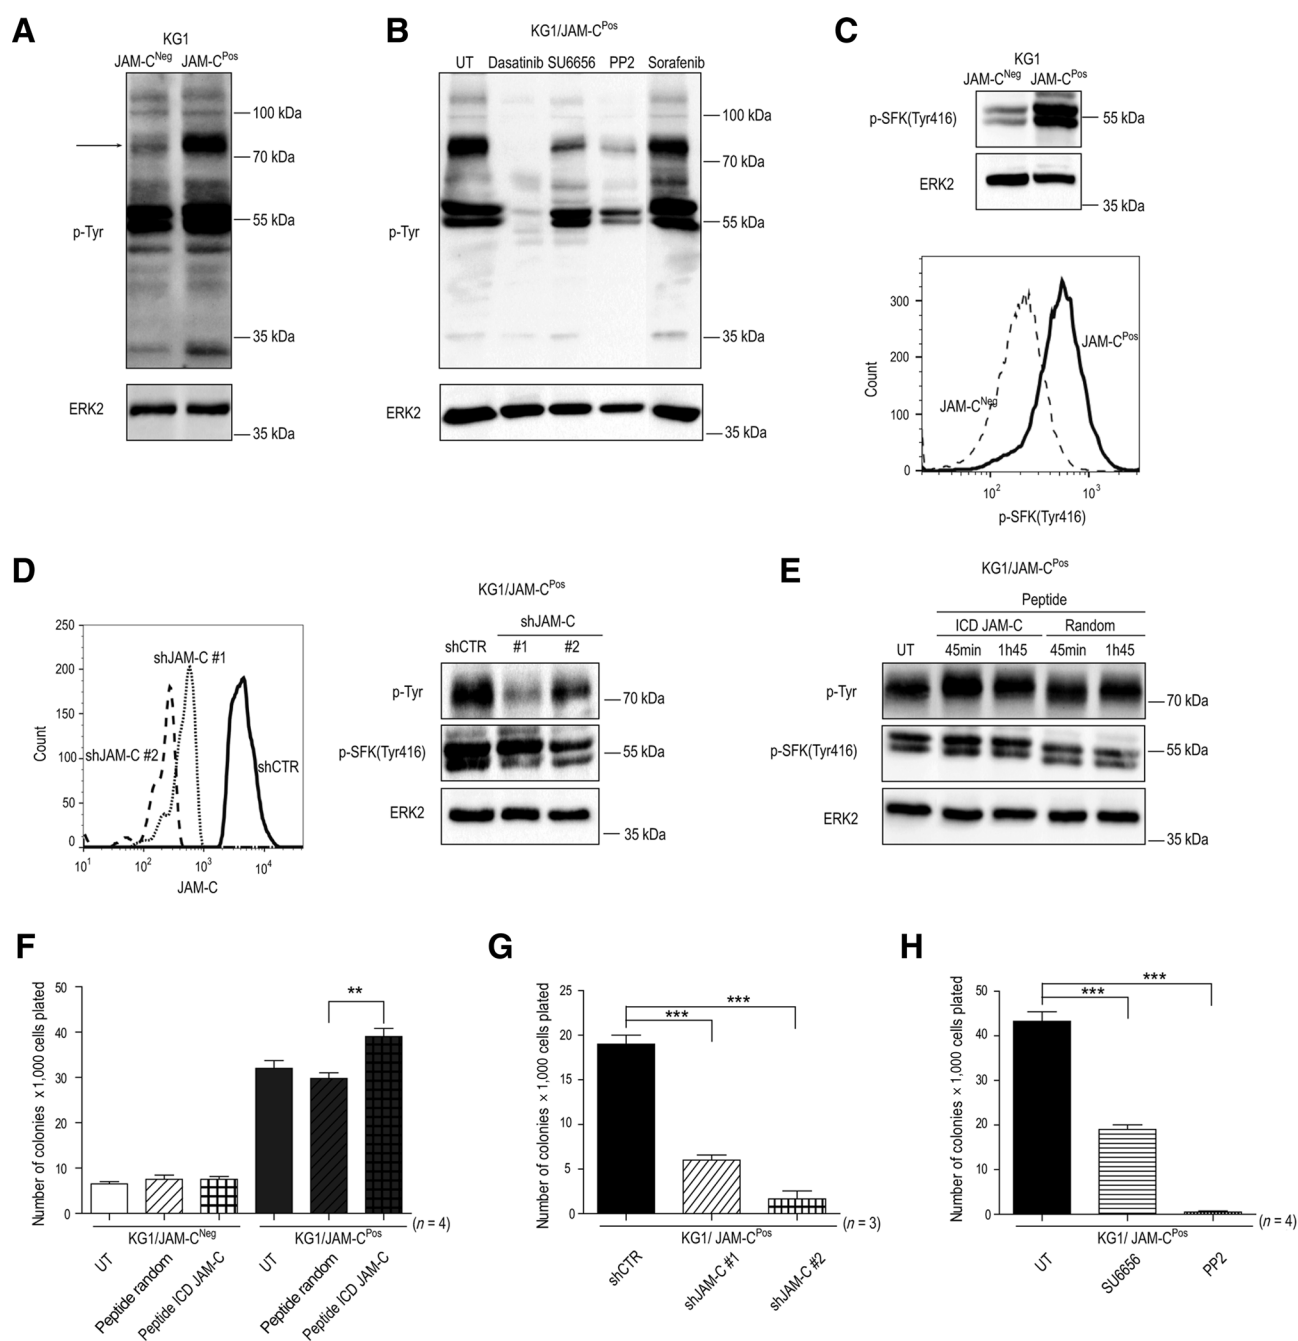 A
KG1
JAM-C^Neg JAM-C^Pos
100 kDa
70 kDa
55 kDa
p-Tyr
35 kDa
ERK2
35 kDa
B
KG1/JAM-C^Pos
UT Dasatinib SU6656 PP2 Sorafenib
100 kDa
70 kDa
55 kDa
p-Tyr
35 kDa
ERK2
35 kDa
C
KG1
JAM-C^Neg JAM-C^Pos
p-SFK(Tyr416)
55 kDa
ERK2
35 kDa
300
200
100
0
Count
JAM-C^Pos
JAM-C^Neg
10^2 10^3
p-SFK(Tyr416)
D
250
200
150
100
50
0
Count
shJAM-C #1
shJAM-C #2
shCTR
10^1 10^2 10^3 10^4
JAM-C
KG1/JAM-C^Pos
shJAM-C
shCTR #1 #2
p-Tyr
70 kDa
p-SFK(Tyr416)
55 kDa
ERK2
35 kDa
E
KG1/JAM-C^Pos
Peptide
ICD JAM-C Random
UT 45min 1h45 45min 1h45
p-Tyr
70 kDa
p-SFK(Tyr416)
55 kDa
ERK2
35 kDa
F
Number of colonies x 1,000 cells plated
50
40
30
20
10
0
**
(n = 4)
KG1/JAM-C^Neg KG1/JAM-C^Pos
UT
Peptide random
Peptide ICD JAM-C
UT
Peptide random
Peptide ICD JAM-C
G
Number of colonies × 1,000 cells plated
25
20
15
10
5
0
***
***
(n = 3)
KG1/ JAM-C^Pos
shCTR
shJAM-C #1
shJAM-C #2
H
Number of colonies × 1,000 cells plated
50
40
30
20
10
0
***
***
(n = 4)
KG1/ JAM-C^Pos
UT
SU6656
PP2